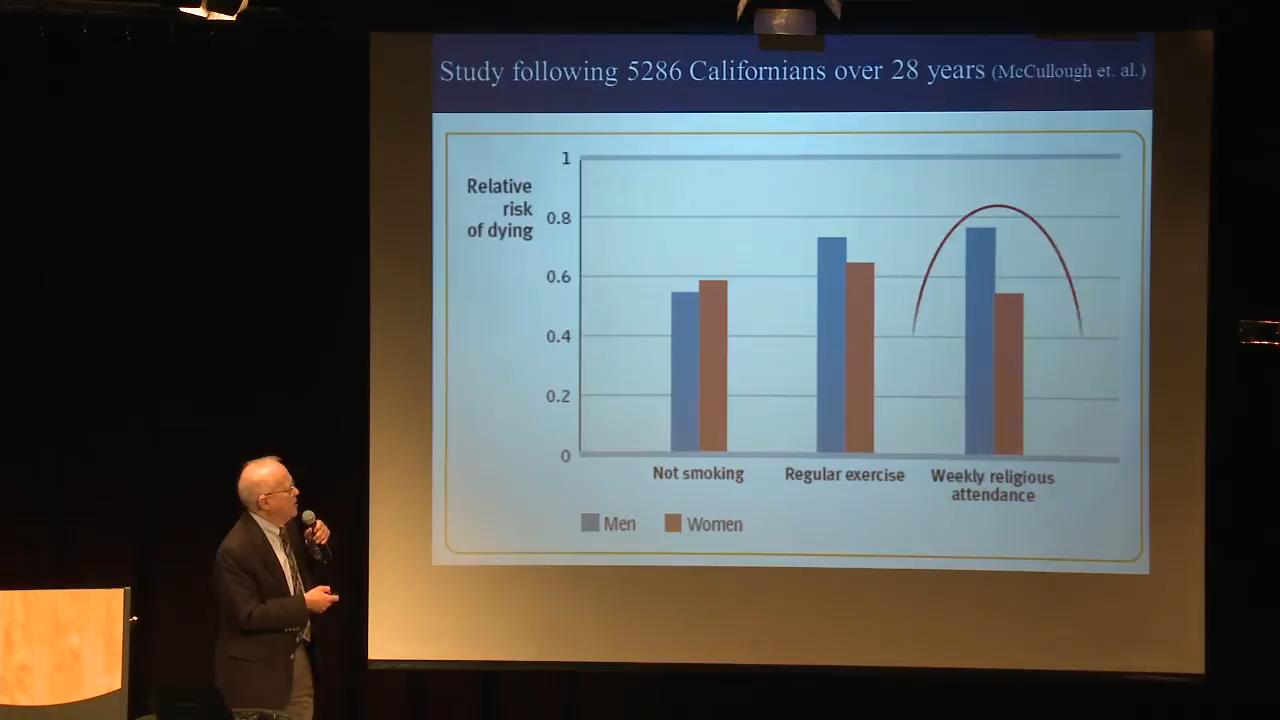 Study following 5286 Californians over 28 years (McCullough et. al.)
Relative
risk
of dying
1
0.8
0.6
0.4
0.2
0
Not smoking
Regular exercise
Weekly religious
attendance
Men
Women